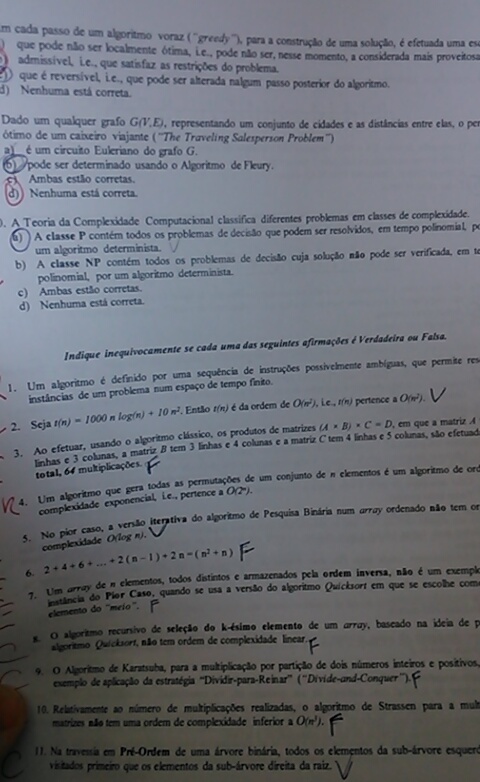 m cada passo de um algoritmo voraz ("greedy"), para a construção de uma solução, é efetuada uma esc
que pode não ser localmente ótima, i.e., pode não ser, nesse momento, a considerada mais proveitosa
admissível, i.e., que satisfaz as restrições do problema.
que é reversível, i.e., que pode ser alterada nalgum passo posterior do algoritmo.
d) Nenhuma está correta.
Dado um qualquer grafo G(V,E), representando um conjunto de cidades e as distâncias entre elas, o per
ótimo de um caixeiro viajante ("The Traveling Salesperson Problem")
a) é um circuito Euleriano do grafo G.
b) pode ser determinado usando o Algoritmo de Fleury.
c) Ambas estão corretas.
d) Nenhuma está correta.
). A Teoria da Complexidade Computacional classifica diferentes problemas em classes de complexidade.
a) A classe P contém todos os problemas de decisão que podem ser resolvidos, em tempo polinomial, po
um algoritmo determinista. V
b) A classe NP contém todos os problemas de decisão cuja solução não pode ser verificada, em te
polinomial, por um algoritmo determinista.
c) Ambas estão corretas.
d) Nenhuma está correta.
Indique inequivocamente se cada uma das seguintes afirmações é Verdadeira ou Falsa.
1. Um algoritmo é definido por uma sequência de instruções possivelmente ambíguas, que permite res
instâncias de um problema num espaço de tempo finito.
2. Seja t(n) = 1000 n log(n) + 10 n². Então t(n) é da ordem de O(n²), i.e., t(n) pertence a O(n²). V
3. Ao efetuar, usando o algoritmo clássico, os produtos de matrizes (A × B) × C = D, em que a matriz A
linhas e 3 colunas, a matriz B tem 3 linhas e 4 colunas e a matriz C tem 4 linhas e 5 colunas, são efetuada
total, 64 multiplicações. F
4. Um algoritmo que gera todas as permutações de um conjunto de n elementos é um algoritmo de ord
complexidade exponencial, i.e., pertence a O(2ⁿ).
5. No pior caso, a versão iterativa do algoritmo de Pesquisa Binária num array ordenado não tem or
complexidade O(log n). V
6. 2 + 4 + 6 + ... + 2 (n – 1) + 2 n = (n² + n) F
7. Um array de n elementos, todos distintos e armazenados pela ordem inversa, não é um exemplo
instância do Pior Caso, quando se usa a versão do algoritmo Quicksort em que se escolhe com
elemento do "meio". F
8. O algoritmo recursivo de seleção do k-ésimo elemento de um array, baseado na ideia de p
algoritmo Quicksort, não tem ordem de complexidade linear. F
9. O Algoritmo de Karatsuba, para a multiplicação por partição de dois números inteiros e positivos,
exemplo de aplicação da estratégia "Dividir-para-Reinar" ("Divide-and-Conquer"). F
10. Relativamente ao número de multiplicações realizadas, o algoritmo de Strassen para a mul
matrizes não tem uma ordem de complexidade inferior a O(n³). F
11. Na travessia em Pré-Ordem de uma árvore binária, todos os elementos da sub-árvore esquerd
visitados primeiro que os elementos da sub-árvore direita da raiz. V